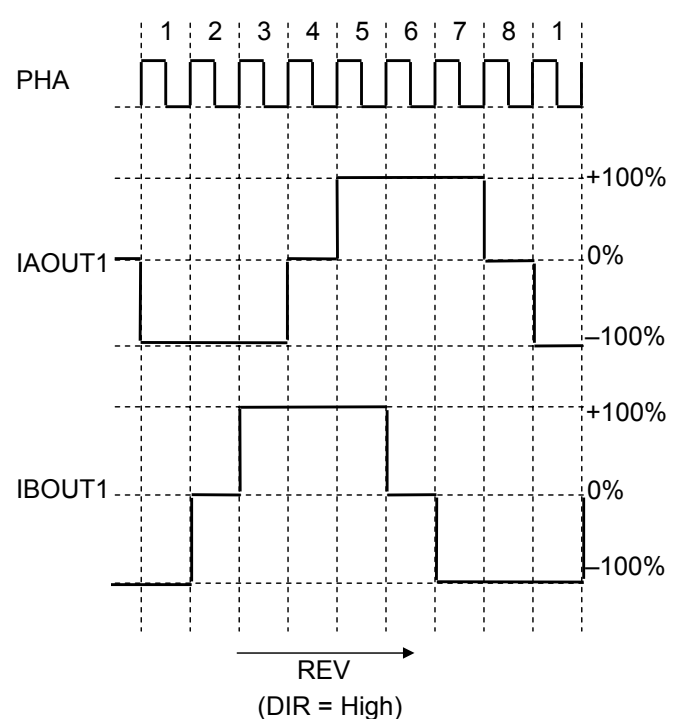 1 2 3 4 5 6 7 8 1
PHA
+100%
IAOUT1
0%
–100%
+100%
IBOUT1
0%
–100%
REV
(DIR = High)